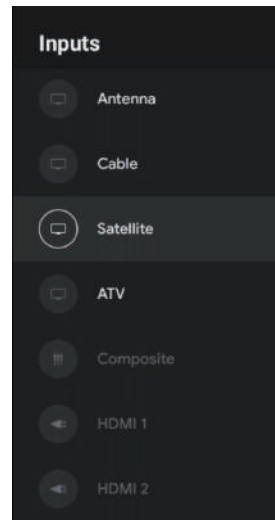 Inputs
Antenna
Cable
Satellite
ATV
Composite
HDMI 1
HDMI 2